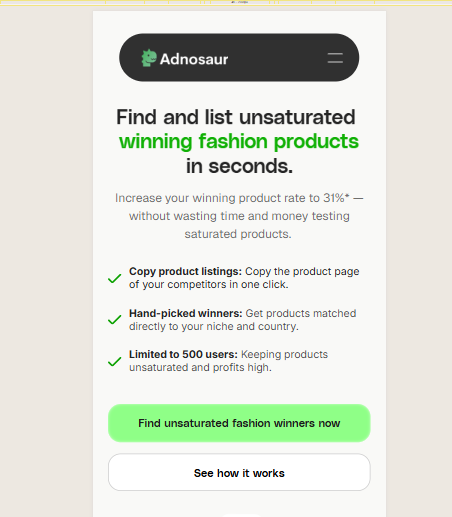 Adnosaur
Find and list unsaturated
winning fashion products
in seconds.
Increase your winning product rate to 31%* —
without wasting time and money testing
saturated products.
Copy product listings: Copy the product page
of your competitors in one click.
Hand-picked winners: Get products matched
directly to your niche and country.
Limited to 500 users: Keeping products
unsaturated and profits high.
Find unsaturated fashion winners now
See how it works